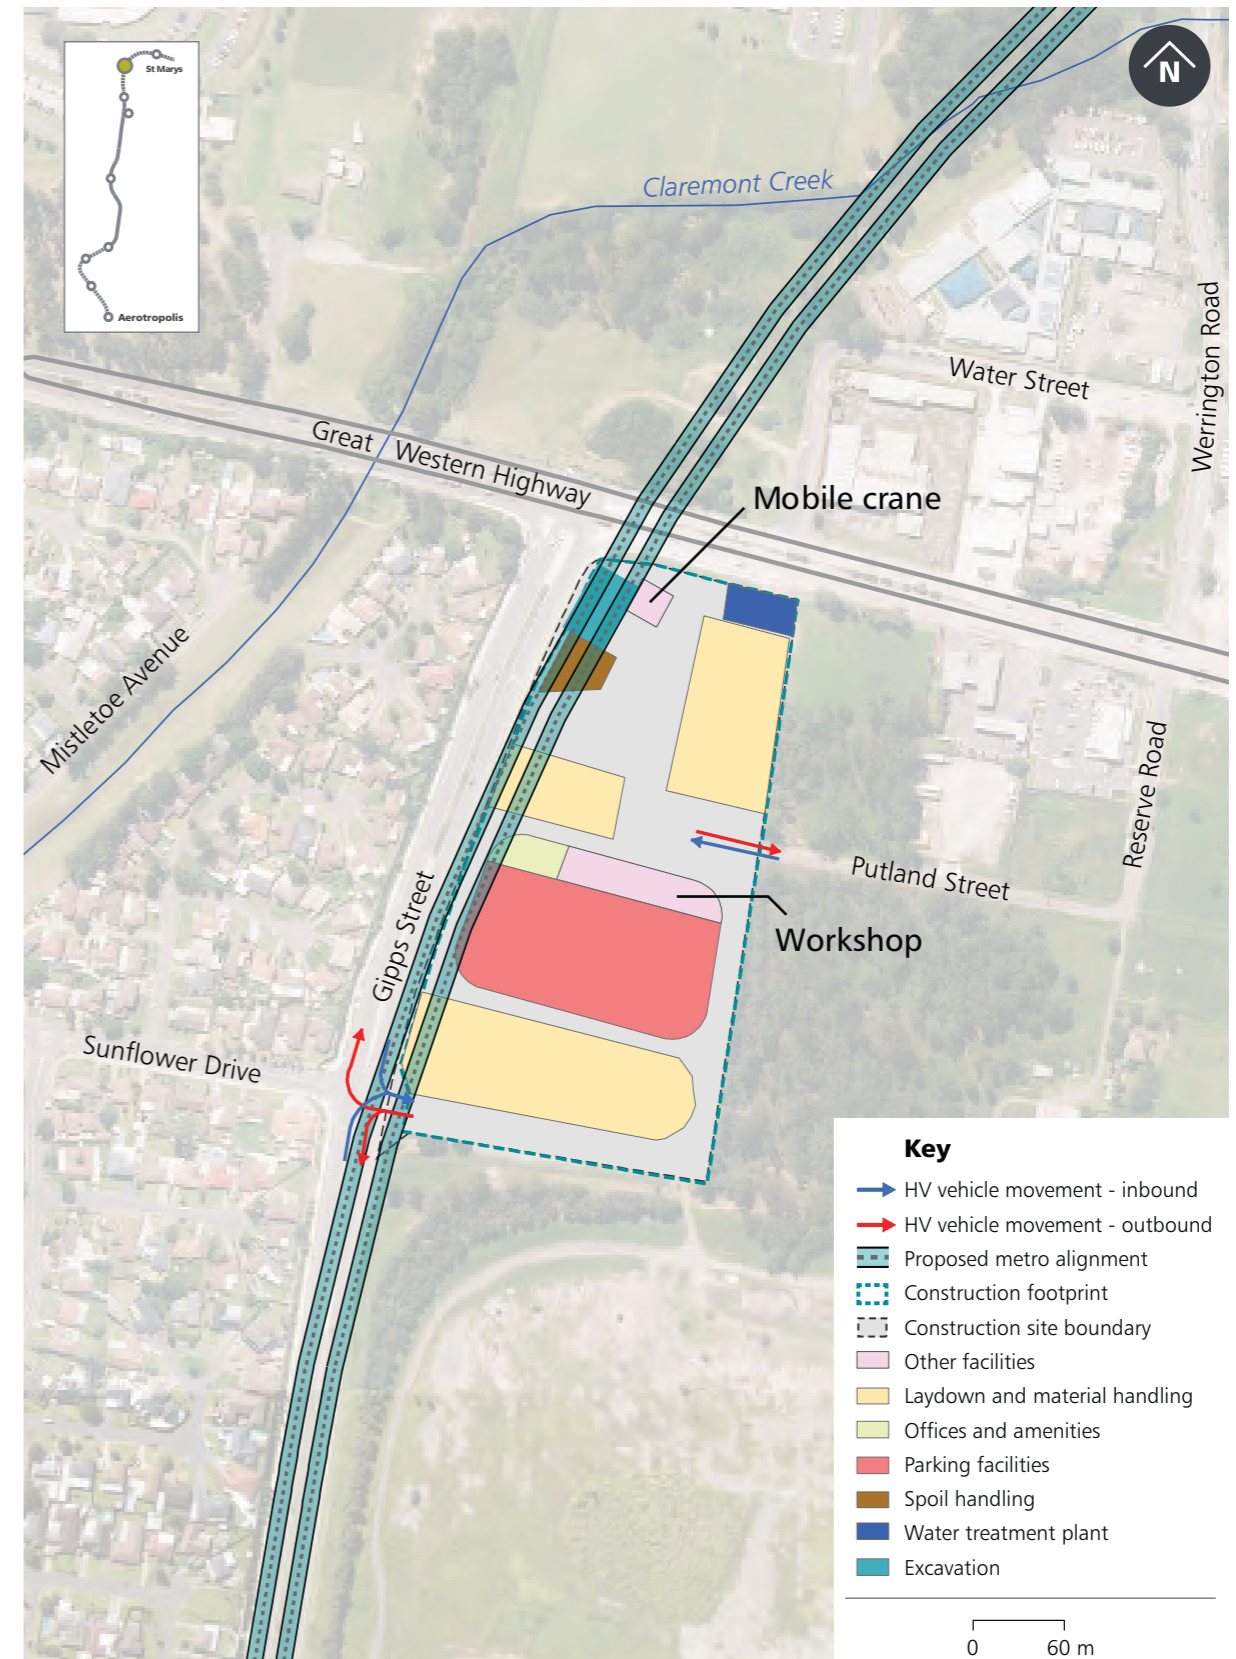 St Marys
Aerotropolis
N
Claremont Creek
Werrington Road
Water Street
Great Western Highway
Mobile crane
Mistletoe Avenue
Reserve Road
Putland Street
Gipps Street
Workshop
Sunflower Drive
Key
HV vehicle movement - inbound
HV vehicle movement - outbound
Proposed metro alignment
Construction footprint
Construction site boundary
Other facilities
Laydown and material handling
Offices and amenities
Parking facilities
Spoil handling
Water treatment plant
Excavation
0 60 m